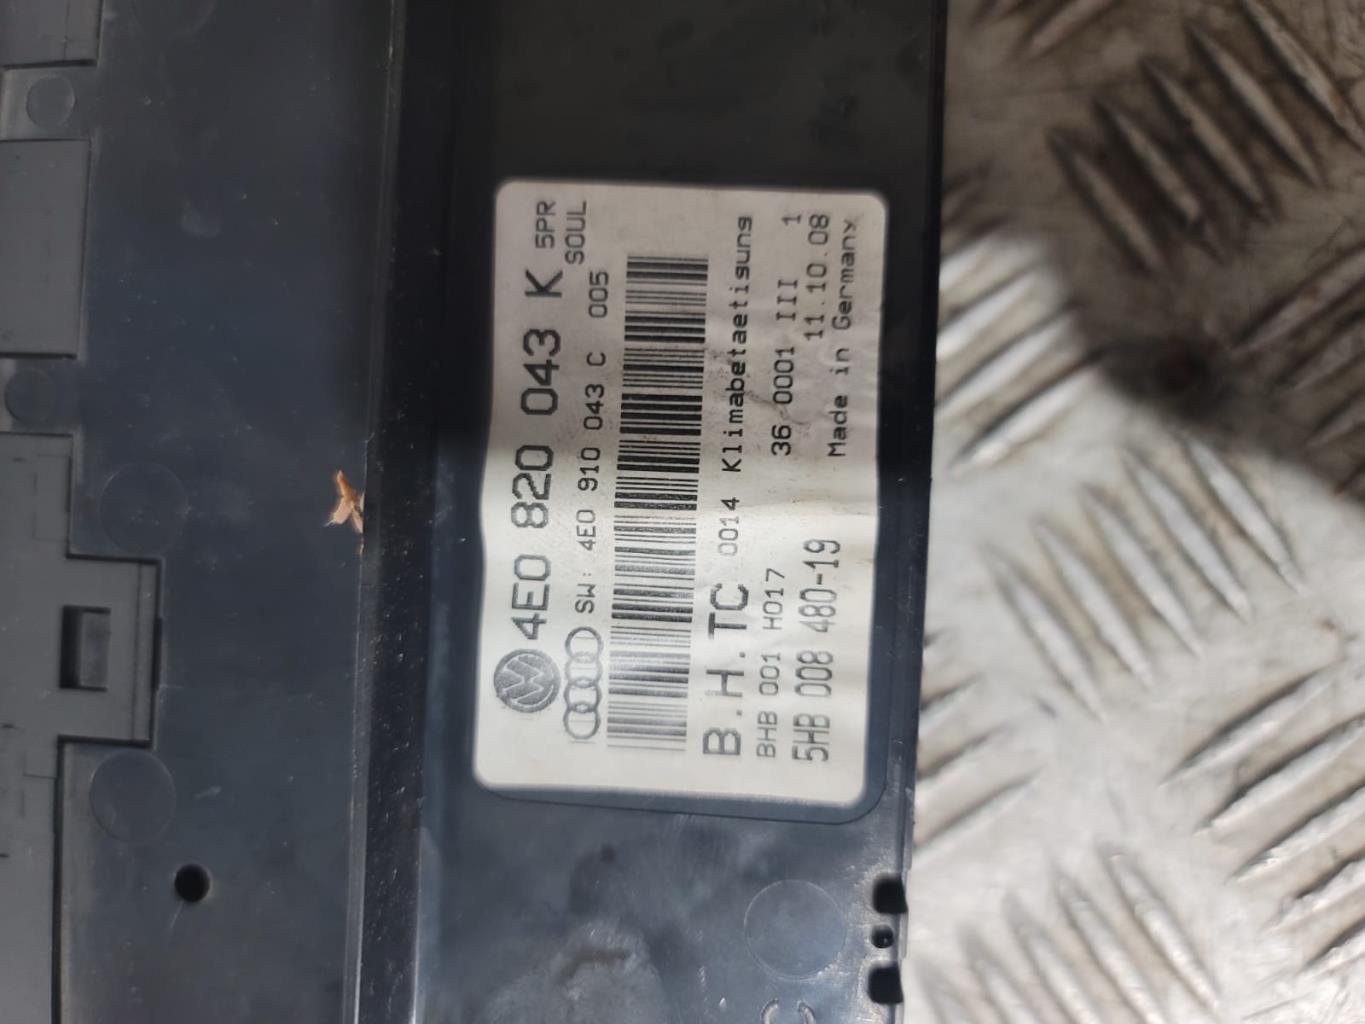 4E0 820 043 K 5PR
SW: 4E0 910 043 C 005 SOUL
B.H.TC 0014 Klimabetaetisung
BHB 001 H017 36 0001 III 1
5HB 008 480-19 11.10.08
Made in Germany
C